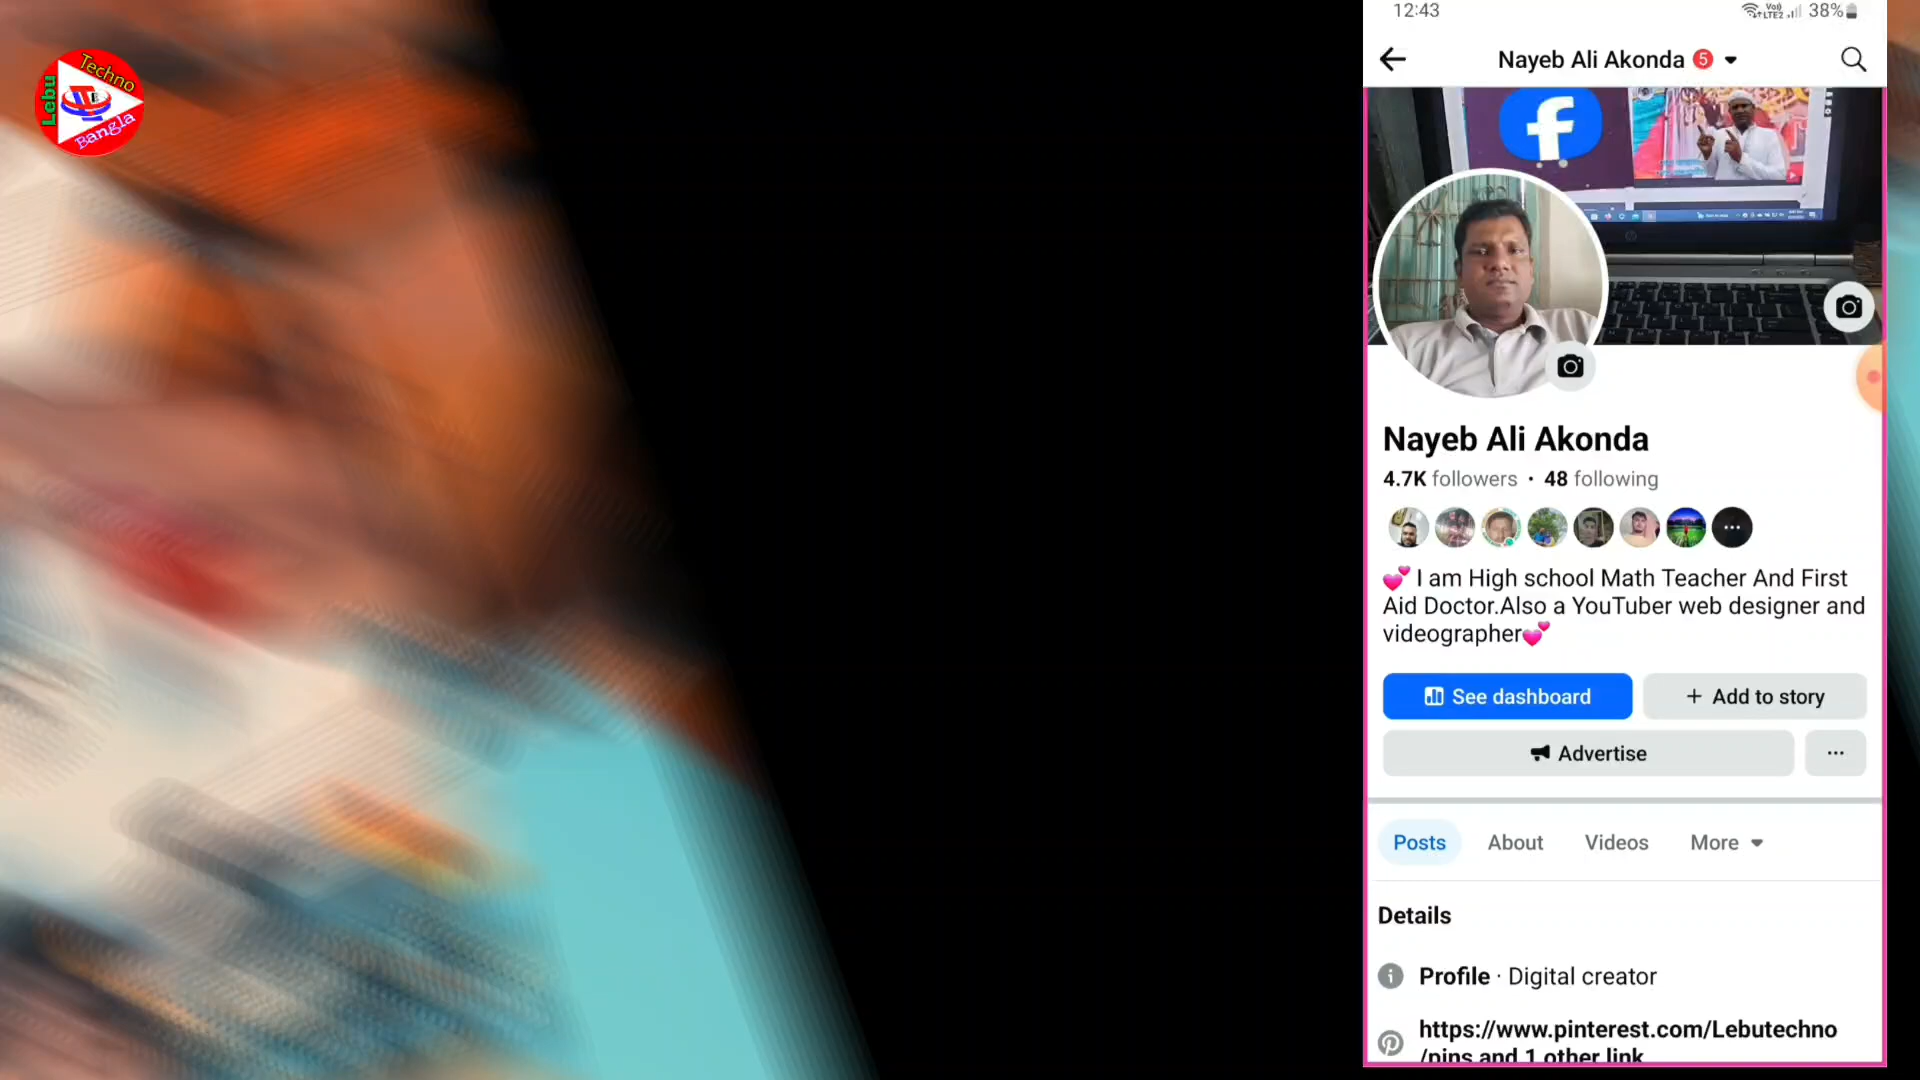 Lebu
Techno
Bangla
12:43
Vo)
LTE2
38%
Nayeb Ali Akonda 5
Nayeb Ali Akonda
4.7K followers · 48 following
💕 I am High school Math Teacher And First
Aid Doctor.Also a YouTuber web designer and
videographer💕
See dashboard
+ Add to story
Advertise
Posts
About
Videos
More
Details
Profile · Digital creator
https://www.pinterest.com/Lebutechno
/pins and 1 other link